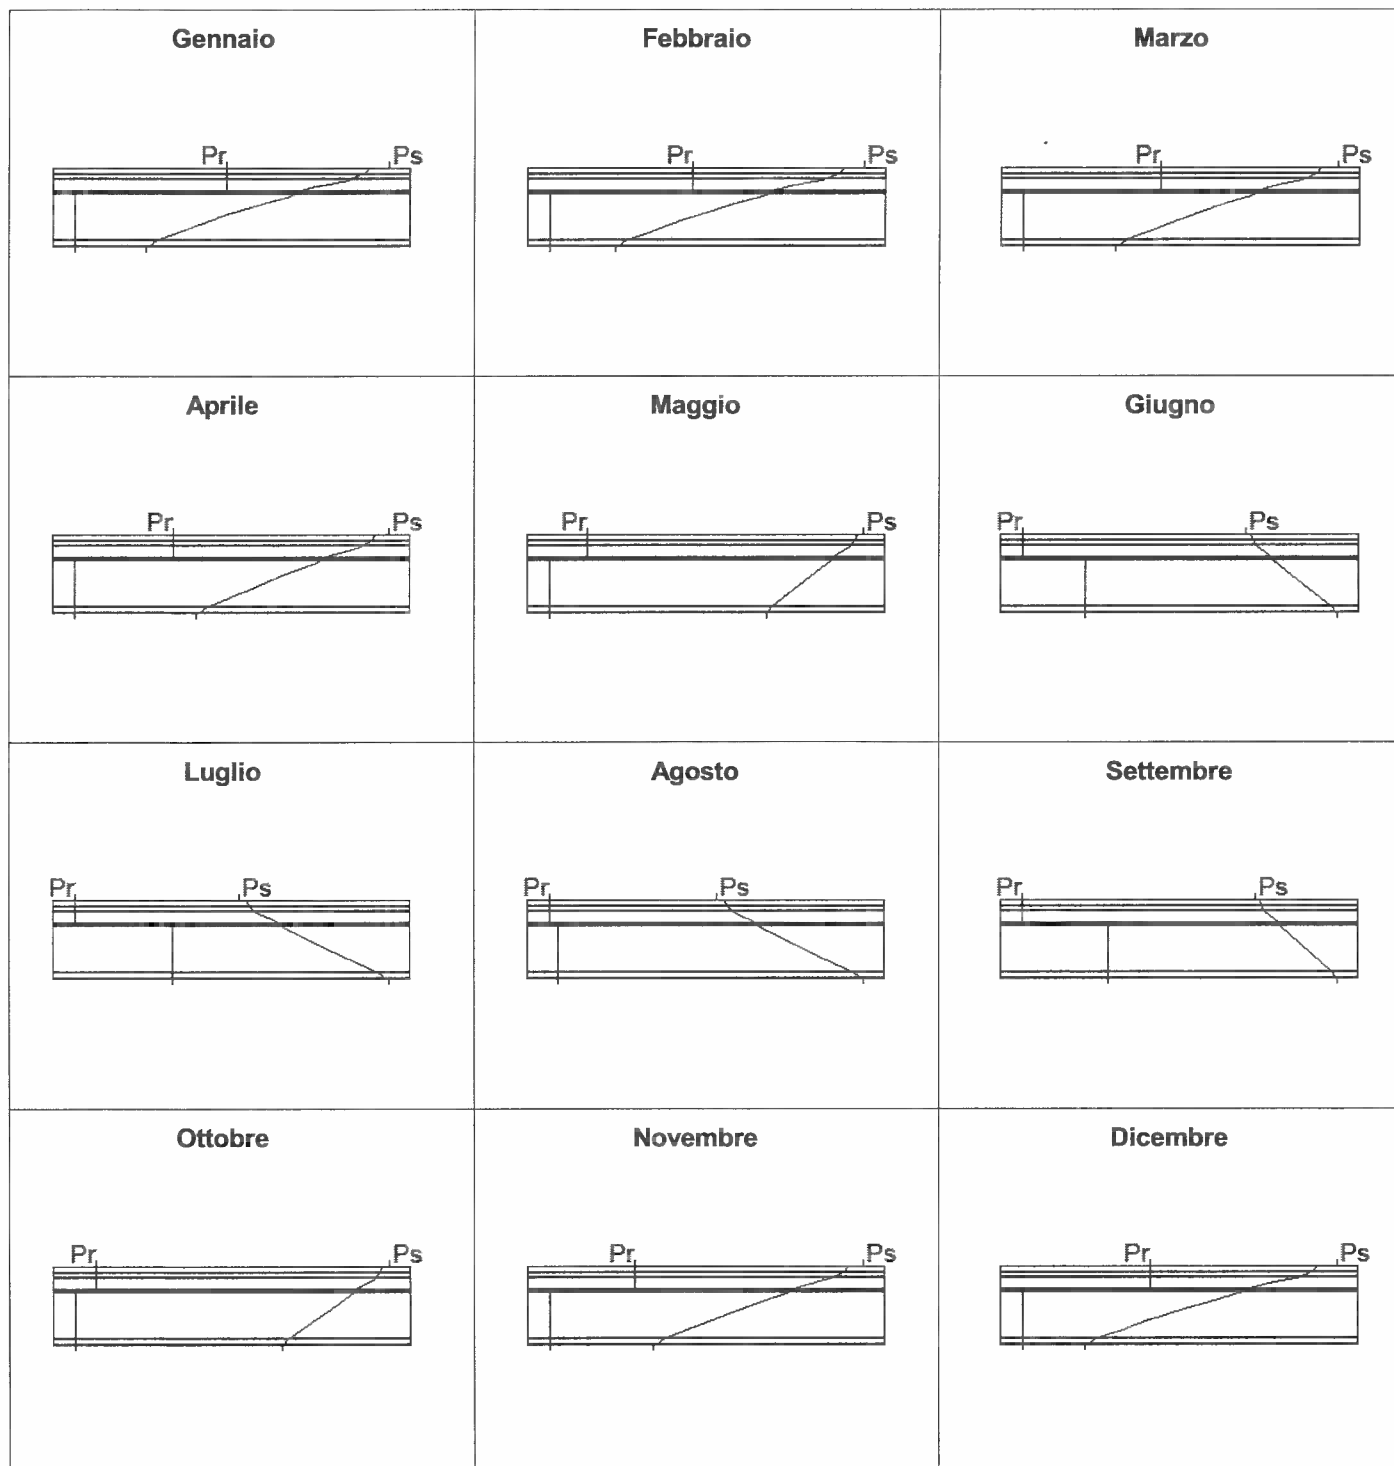 Gennaio Febbraio Marzo
Pr Ps Pr Ps Pr Ps
Aprile Maggio Giugno
Pr Ps Pr Ps Pr Ps
Luglio Agosto Settembre
Pr Ps Pr Ps Pr Ps
Ottobre Novembre Dicembre
Pr Ps Pr Ps Pr Ps